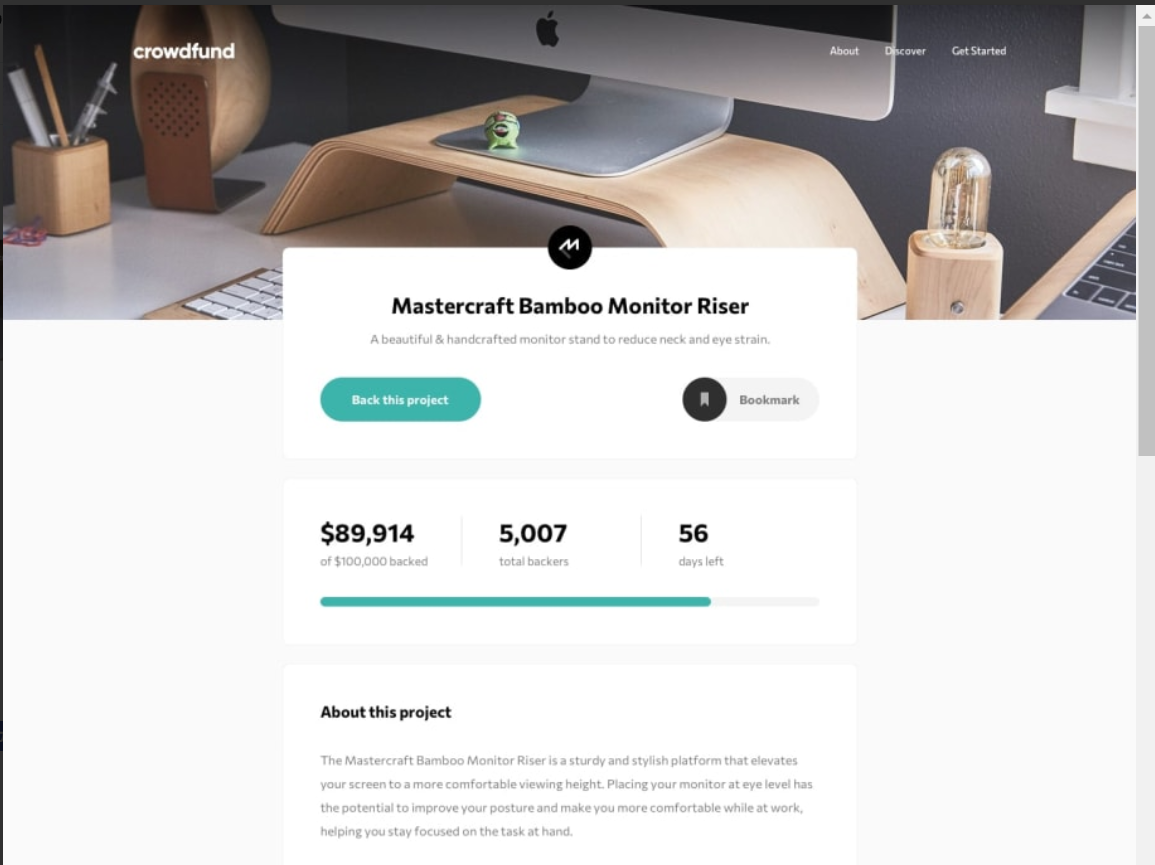 crowdfund
About Discover Get Started
Mastercraft Bamboo Monitor Riser
A beautiful & handcrafted monitor stand to reduce neck and eye strain.
Back this project
Bookmark
$89,914
of $100,000 backed
5,007
total backers
56
days left
About this project
The Mastercraft Bamboo Monitor Riser is a sturdy and stylish platform that elevates
your screen to a more comfortable viewing height. Placing your monitor at eye level has
the potential to improve your posture and make you more comfortable while at work,
helping you stay focused on the task at hand.